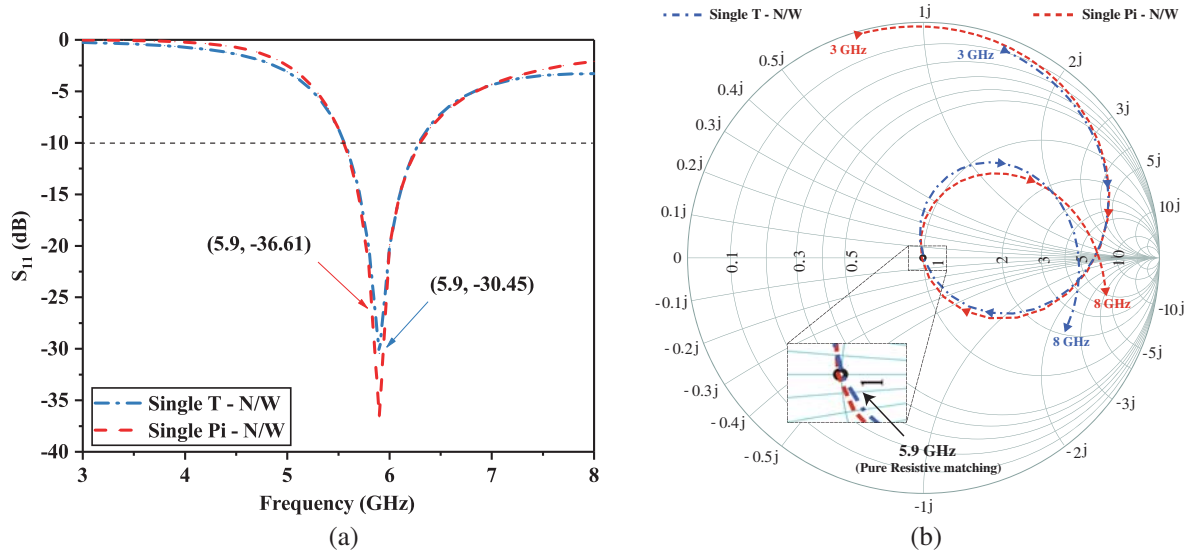 0
-5
-10
-15
-20
-25
-30
-35
-40
S11 (dB)
(5.9, -36.61)
(5.9, -30.45)
Single T - N/W
Single Pi - N/W
3 4 5 6 7 8
Frequency (GHz)
(a)
Single T - N/W
Single Pi - N/W
1j
3 GHz
3 GHz
0.5j
2j
0.4j
3j
0.3j
0.2j
5j
0.1j
10j
0 0.1 0.3 0.5 1 2 3 5 10
-0.1j
8 GHz
-10j
-0.2j
8 GHz
-5j
-0.3j
1
-3j
-0.4j
5.9 GHz
-0.5j
-2j
(Pure Resistive matching)
-1j
(b)